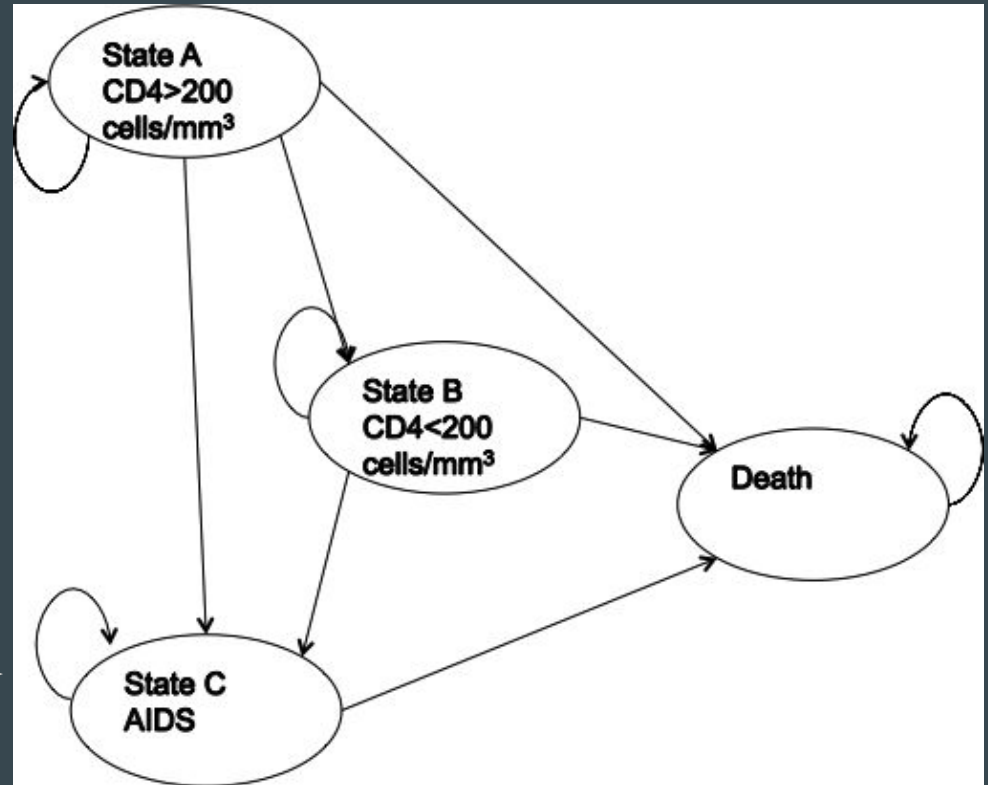 State A
CD4>200
cells/mm³
State B
CD4<200
cells/mm³
Death
State C
AIDS